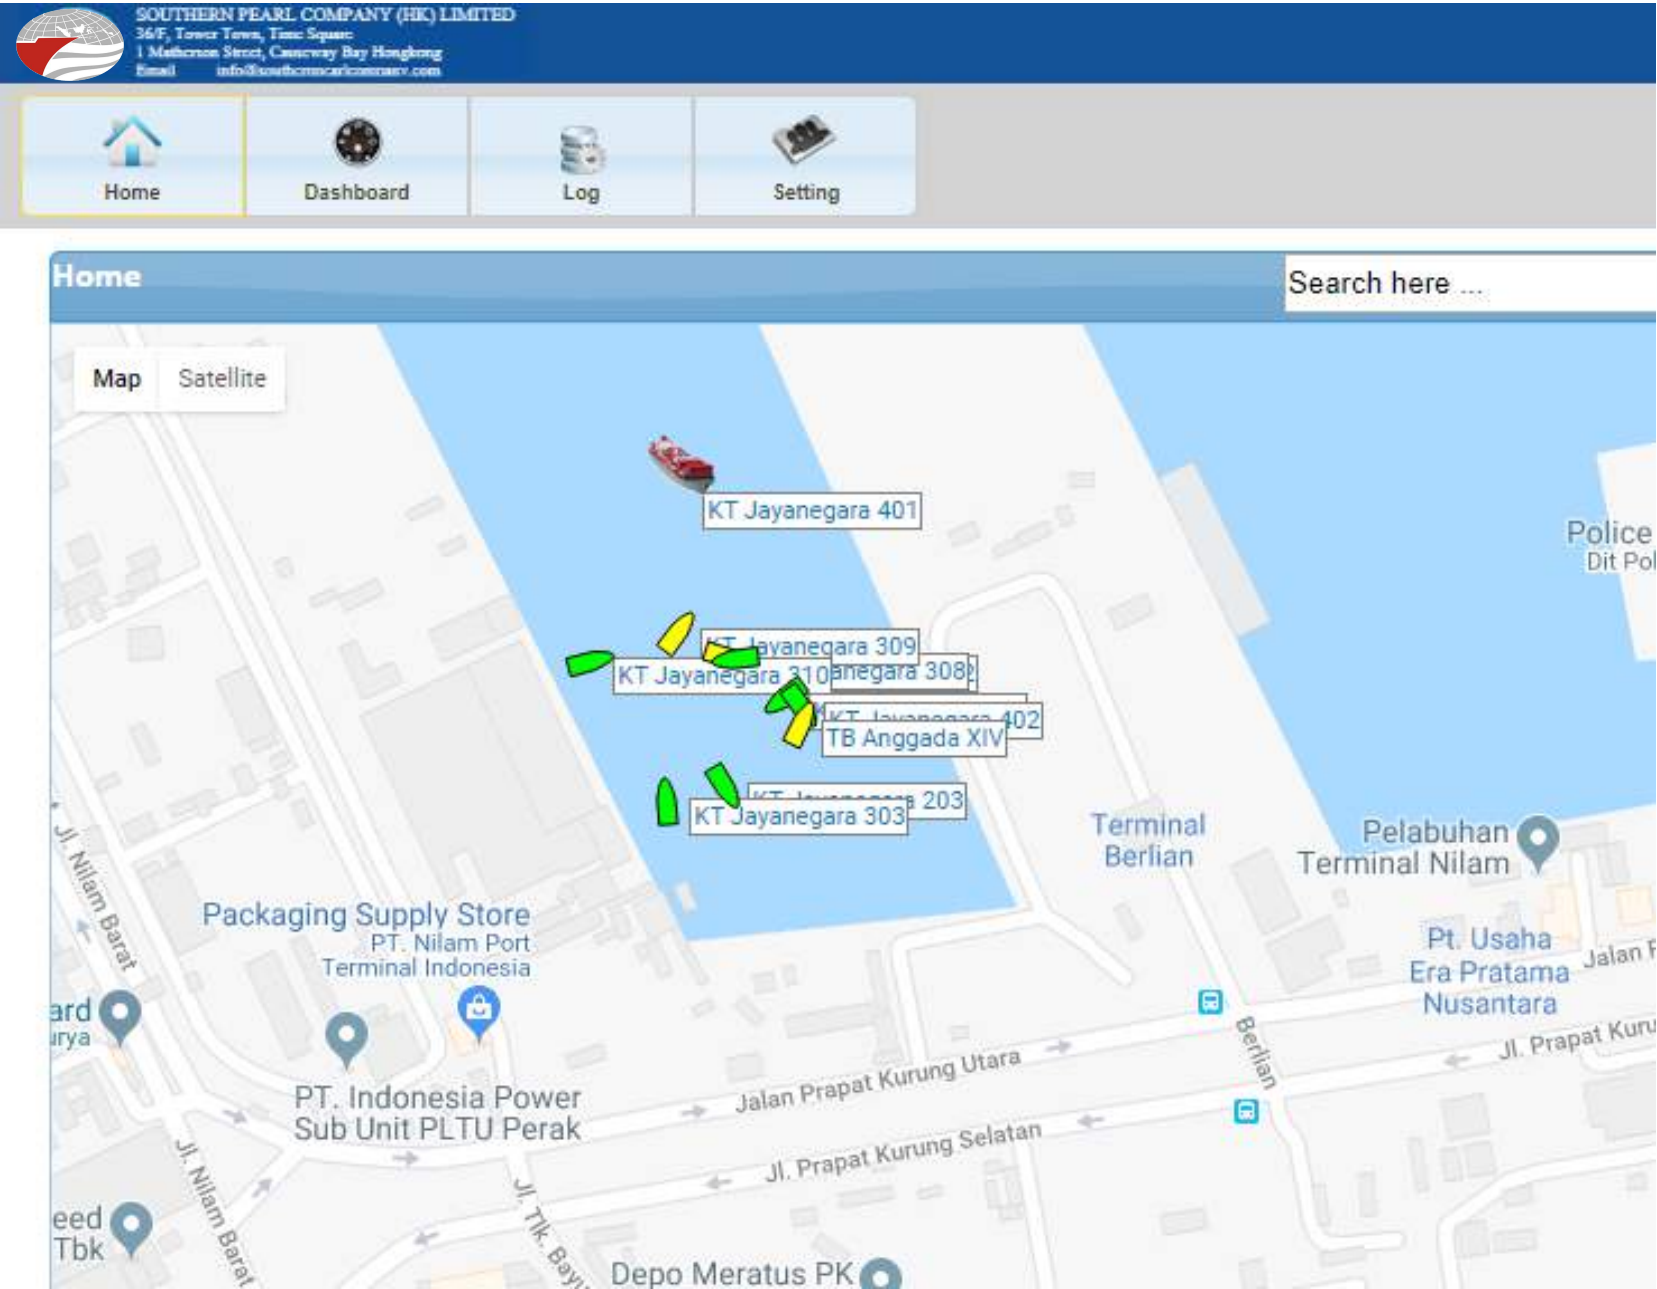 SOUTHERN PEARL COMPANY (HK) LIMITED
36/F, Tower Town, Time Square
1 Matherson Street, Causeway Bay Hongkong
Email
Home
Dashboard
Log
Setting
Home
Search here ...
Map
Satellite
KT Jayanegara 401
Police
Dit Pol
Jayanegara 309
KT Jayanegara 310
anegara 308
402
TB Anggada XIV
203
KT Jayanegara 303
Terminal
Berlian
Pelabuhan
Terminal Nilam
Jl. Nilam Barat
Packaging Supply Store
PT. Nilam Port
Terminal Indonesia
Pt. Usaha
Era Pratama
Nusantara
Jalan P
ard
urya
Berlian
Jl. Prapat Kuru
Jalan Prapat Kurung Utara
PT. Indonesia Power
Sub Unit PLTU Perak
Jl. Prapat Kurung Selatan
Jl. Nilam Barat
Jl. Tlk. Bayu
eed
Tbk
Depo Meratus PK